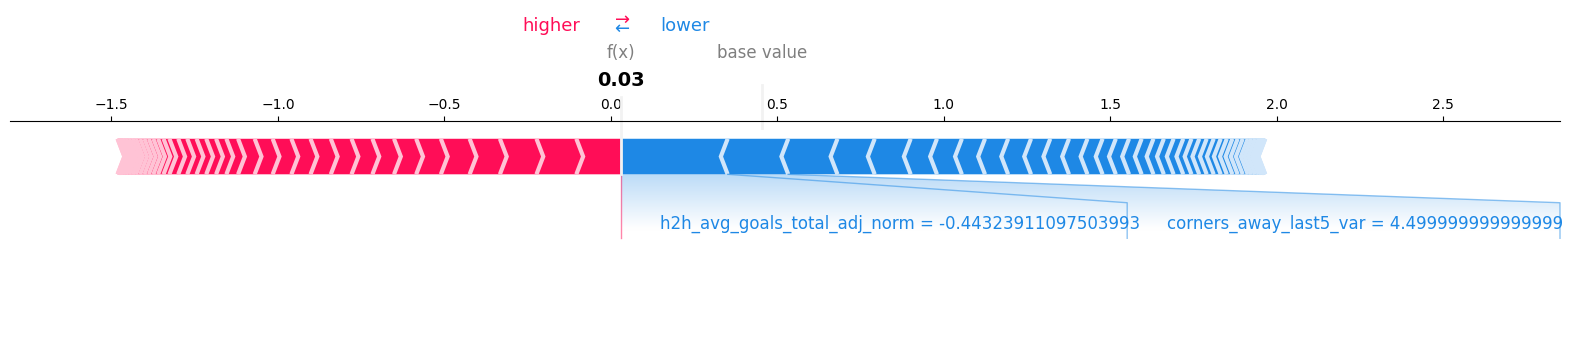 higher ⇄ lower
f(x) base value
0.03
−1.5 −1.0 −0.5 0.0 0.5 1.0 1.5 2.0 2.5
h2h_avg_goals_total_adj_norm = -0.44323911097503993 corners_away_last5_var = 4.499999999999999